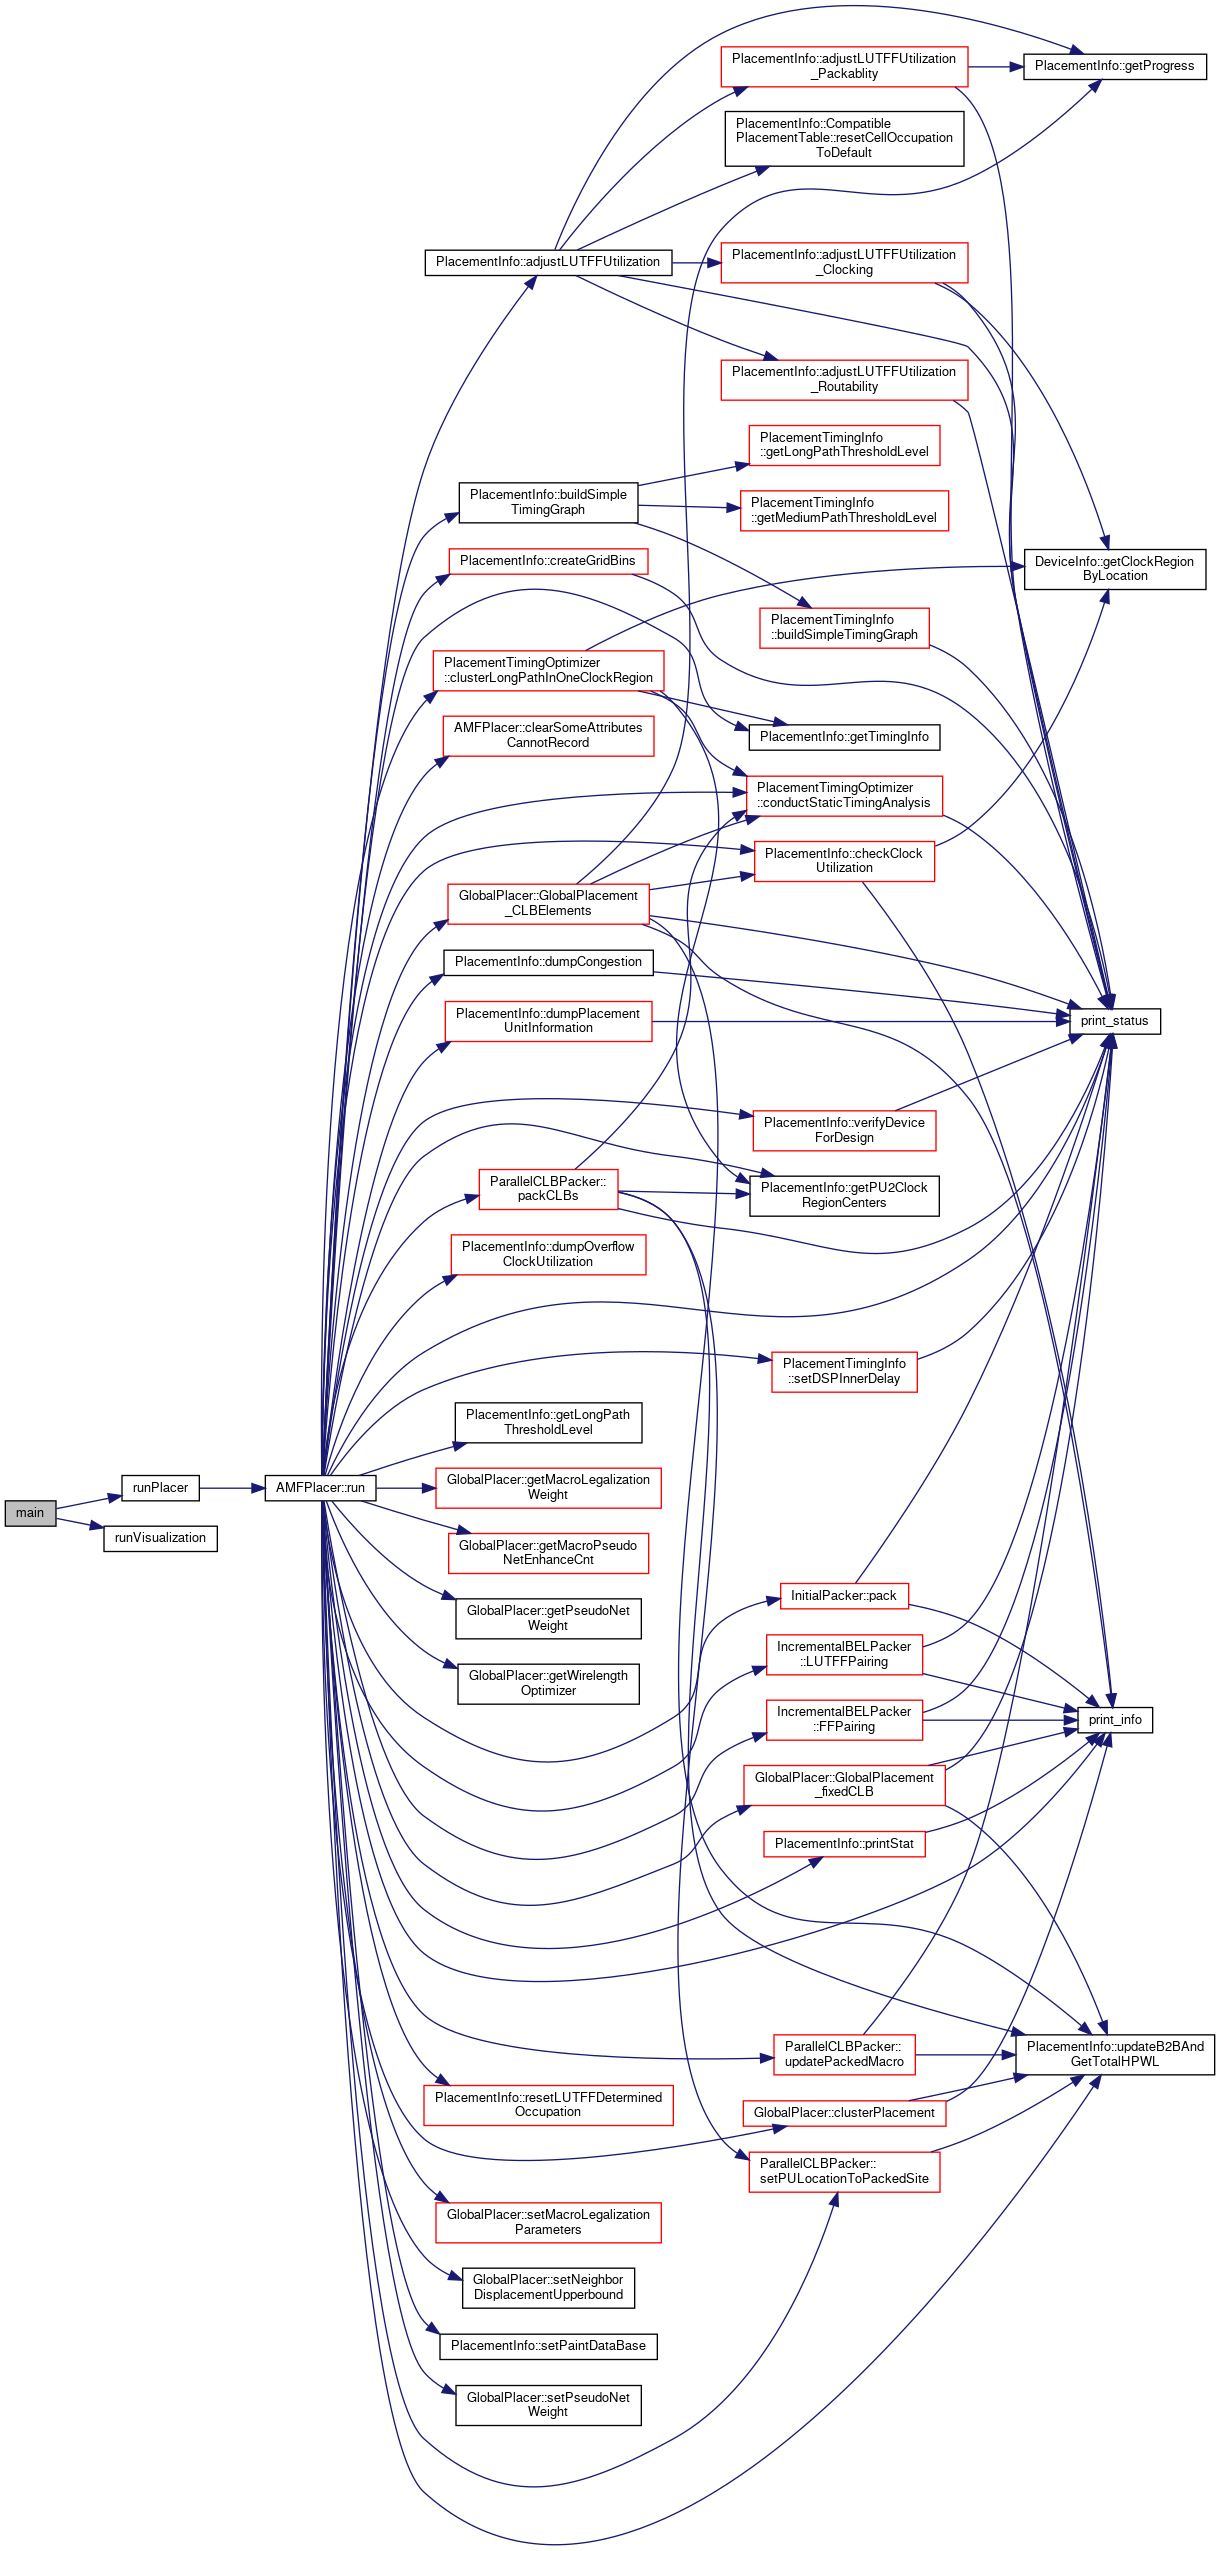 main
runPlacer
runVisualization
AMFPlacer::run
PlacementInfo::adjustLUTFFUtilization
PlacementInfo::buildSimple
TimingGraph
PlacementInfo::createGridBins
PlacementTimingOptimizer
::clusterLongPathInOneClockRegion
AMFPlacer::clearSomeAttributes
CannotRecord
GlobalPlacer::GlobalPlacement
_CLBElements
PlacementInfo::dumpCongestion
PlacementInfo::dumpPlacement
UnitInformation
ParallelCLBPacker::
packCLBs
PlacementInfo::dumpOverflow
ClockUtilization
PlacementInfo::getLongPath
ThresholdLevel
GlobalPlacer::getMacroLegalization
Weight
GlobalPlacer::getMacroPseudo
NetEnhanceCnt
GlobalPlacer::getPseudoNet
Weight
GlobalPlacer::getWirelength
Optimizer
PlacementInfo::resetLUTFFDetermined
Occupation
GlobalPlacer::setMacroLegalization
Parameters
GlobalPlacer::setNeighbor
DisplacementUpperbound
PlacementInfo::setPaintDataBase
GlobalPlacer::setPseudoNet
Weight
PlacementInfo::adjustLUTFFUtilization
_Packablity
PlacementInfo::Compatible
PlacementTable::resetCellOccupation
ToDefault
PlacementInfo::adjustLUTFFUtilization
_Clocking
PlacementInfo::adjustLUTFFUtilization
_Routability
PlacementTimingInfo
::getLongPathThresholdLevel
PlacementTimingInfo
::getMediumPathThresholdLevel
PlacementTimingInfo
::buildSimpleTimingGraph
PlacementInfo::getTimingInfo
PlacementTimingOptimizer
::conductStaticTimingAnalysis
PlacementInfo::checkClock
Utilization
PlacementInfo::verifyDevice
ForDesign
PlacementInfo::getPU2Clock
RegionCenters
PlacementTimingInfo
::setDSPInnerDelay
InitialPacker::pack
IncrementalBELPacker
::LUTFFPairing
IncrementalBELPacker
::FFPairing
GlobalPlacer::GlobalPlacement
_fixedCLB
PlacementInfo::printStat
ParallelCLBPacker::
updatePackedMacro
GlobalPlacer::clusterPlacement
ParallelCLBPacker::
setPULocationToPackedSite
PlacementInfo::getProgress
DeviceInfo::getClockRegion
ByLocation
print_status
print_info
PlacementInfo::updateB2BAnd
GetTotalHPWL